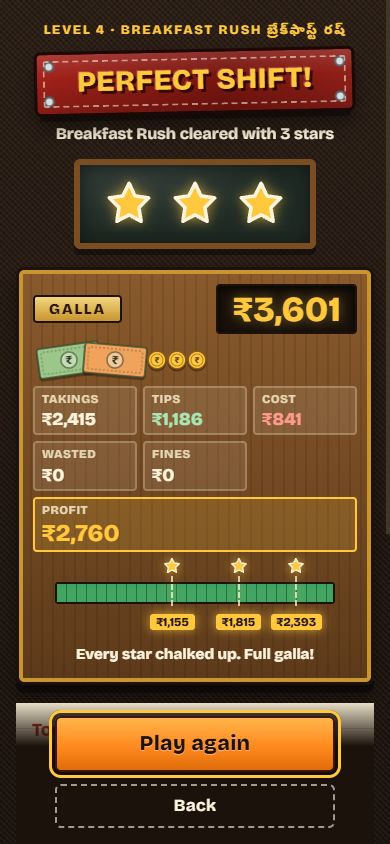 LEVEL 4 · BREAKFAST RUSH బ్రేక్‌ఫాస్ట్ రష్
PERFECT SHIFT!
Breakfast Rush cleared with 3 stars
GALLA
₹3,601
TAKINGS
₹2,415
TIPS
₹1,186
COST
₹841
WASTED
₹0
FINES
₹0
PROFIT
₹2,760
₹1,155 ₹1,815 ₹2,393
Every star chalked up. Full galla!
Play again
Back